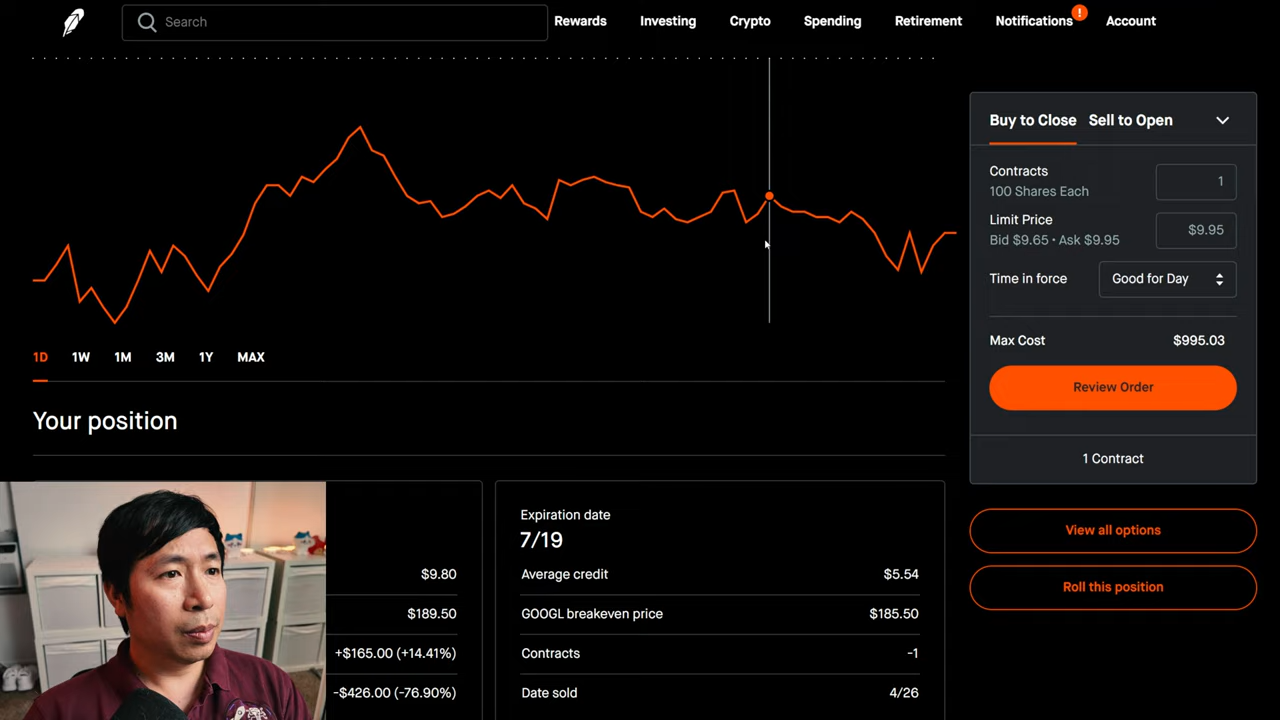 Search
Rewards Investing Crypto Spending Retirement Notifications ! Account
Buy to Close Sell to Open
Contracts 1
100 Shares Each
Limit Price $9.95
Bid $9.65 • Ask $9.95
Time in force Good for Day
Max Cost $995.03
Review Order
1 Contract
View all options
Roll this position
1D 1W 1M 3M 1Y MAX
Your position
$9.80
$189.50
+$165.00 (+14.41%)
-$426.00 (-76.90%)
Expiration date
7/19
Average credit $5.54
GOOGL breakeven price $185.50
Contracts -1
Date sold 4/26